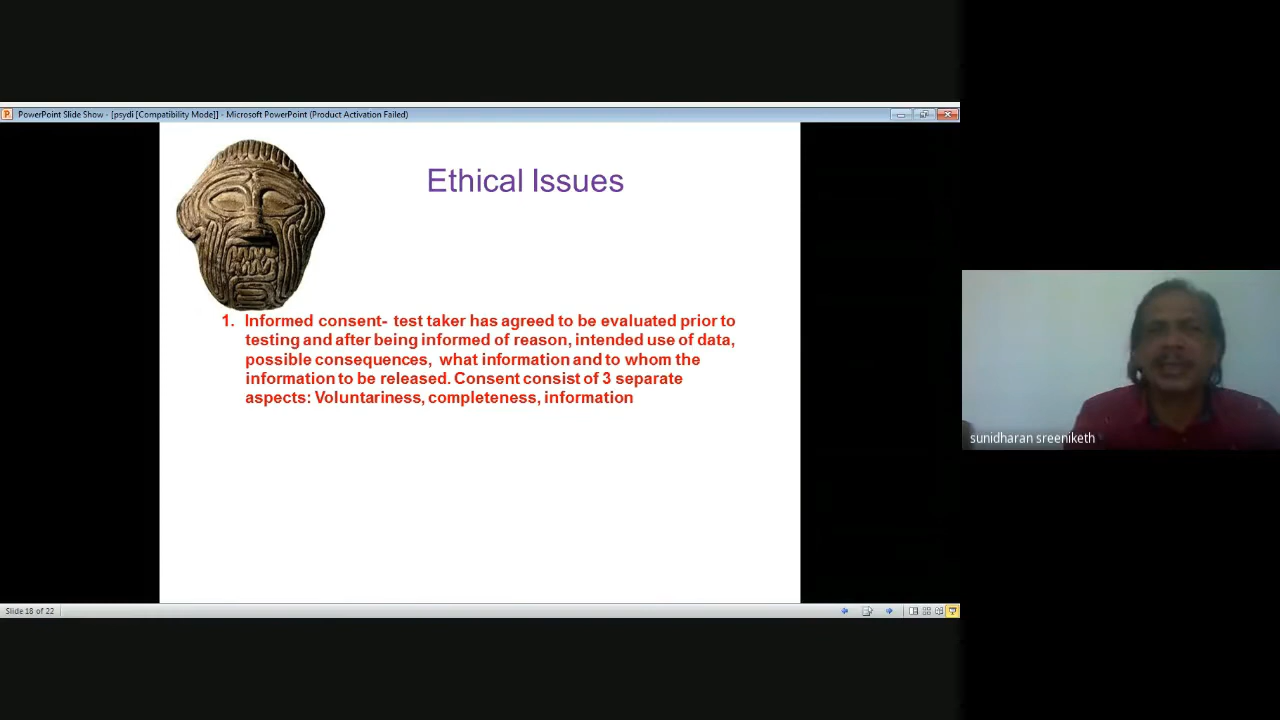 PowerPoint Slide Show - [psydi [Compatibility Mode]] - Microsoft PowerPoint (Product Activation Failed)
Ethical Issues
1. Informed consent- test taker has agreed to be evaluated prior to
testing and after being informed of reason, intended use of data,
possible consequences, what information and to whom the
information to be released. Consent consist of 3 separate
aspects: Voluntariness, completeness, information
sunidharan sreeniketh
Slide 18 of 22